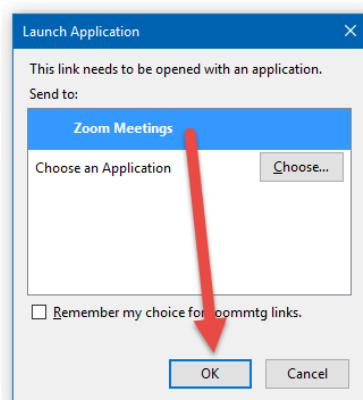 Launch Application
This link needs to be opened with an application.
Send to:
Zoom Meetings
Choose an Application
Choose...
Remember my choice for zoommtg links.
OK
Cancel